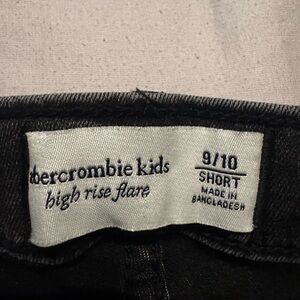 abercrombie kids
high rise flare
9/10
SHORT
MADE IN
BANGLADESH